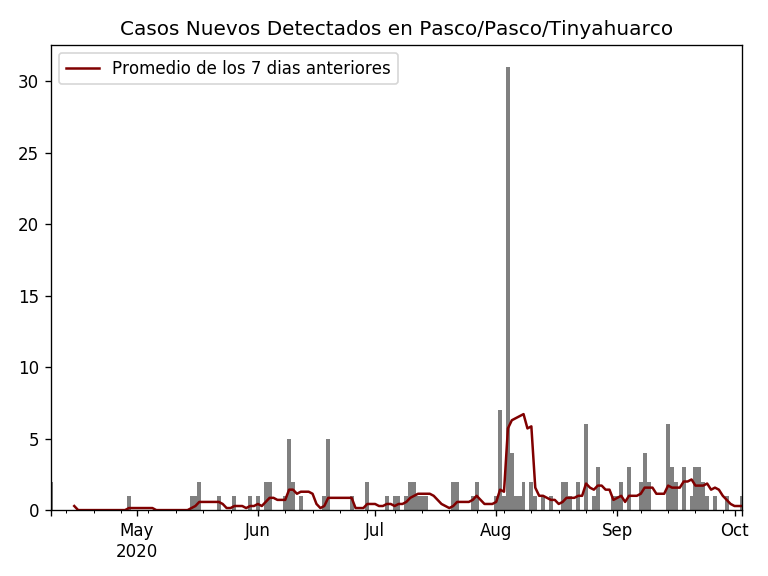 Casos Nuevos Detectados en Pasco/Pasco/Tinyahuarco
Promedio de los 7 dias anteriores
30
25
20
15
10
5
0
May Jun Jul Aug Sep Oct
2020